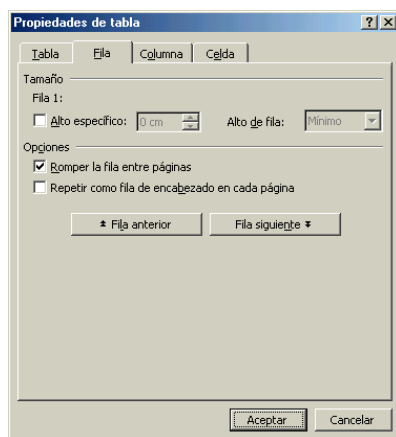 Propiedades de tabla
Tabla Fila Columna Celda
Tamaño
Fila 1:
Alto específico: 0 cm Alto de fila: Mínimo
Opciones
Romper la fila entre páginas
Repetir como fila de encabezado en cada página
Fila anterior Fila siguiente
Aceptar Cancelar